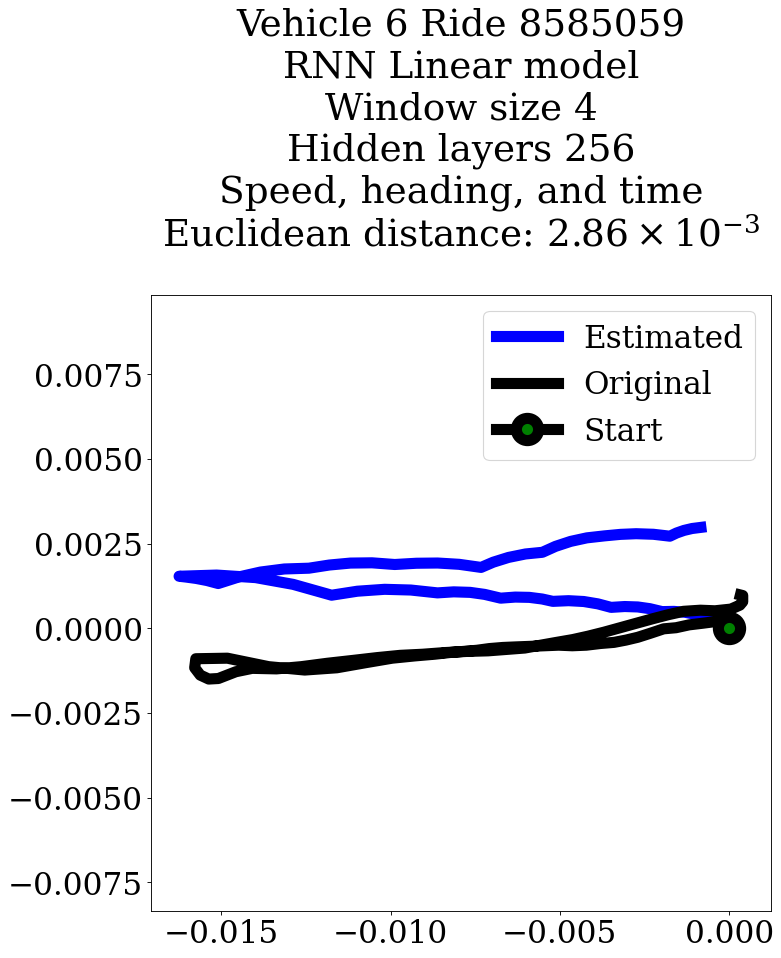 Vehicle 6 Ride 8585059
RNN Linear model
Window size 4
Hidden layers 256
Speed, heading, and time
Euclidean distance: 2.86 × 10⁻³
Estimated
Original
Start
0.0075
0.0050
0.0025
0.0000
−0.0025
−0.0050
−0.0075
−0.015 −0.010 −0.005 0.000